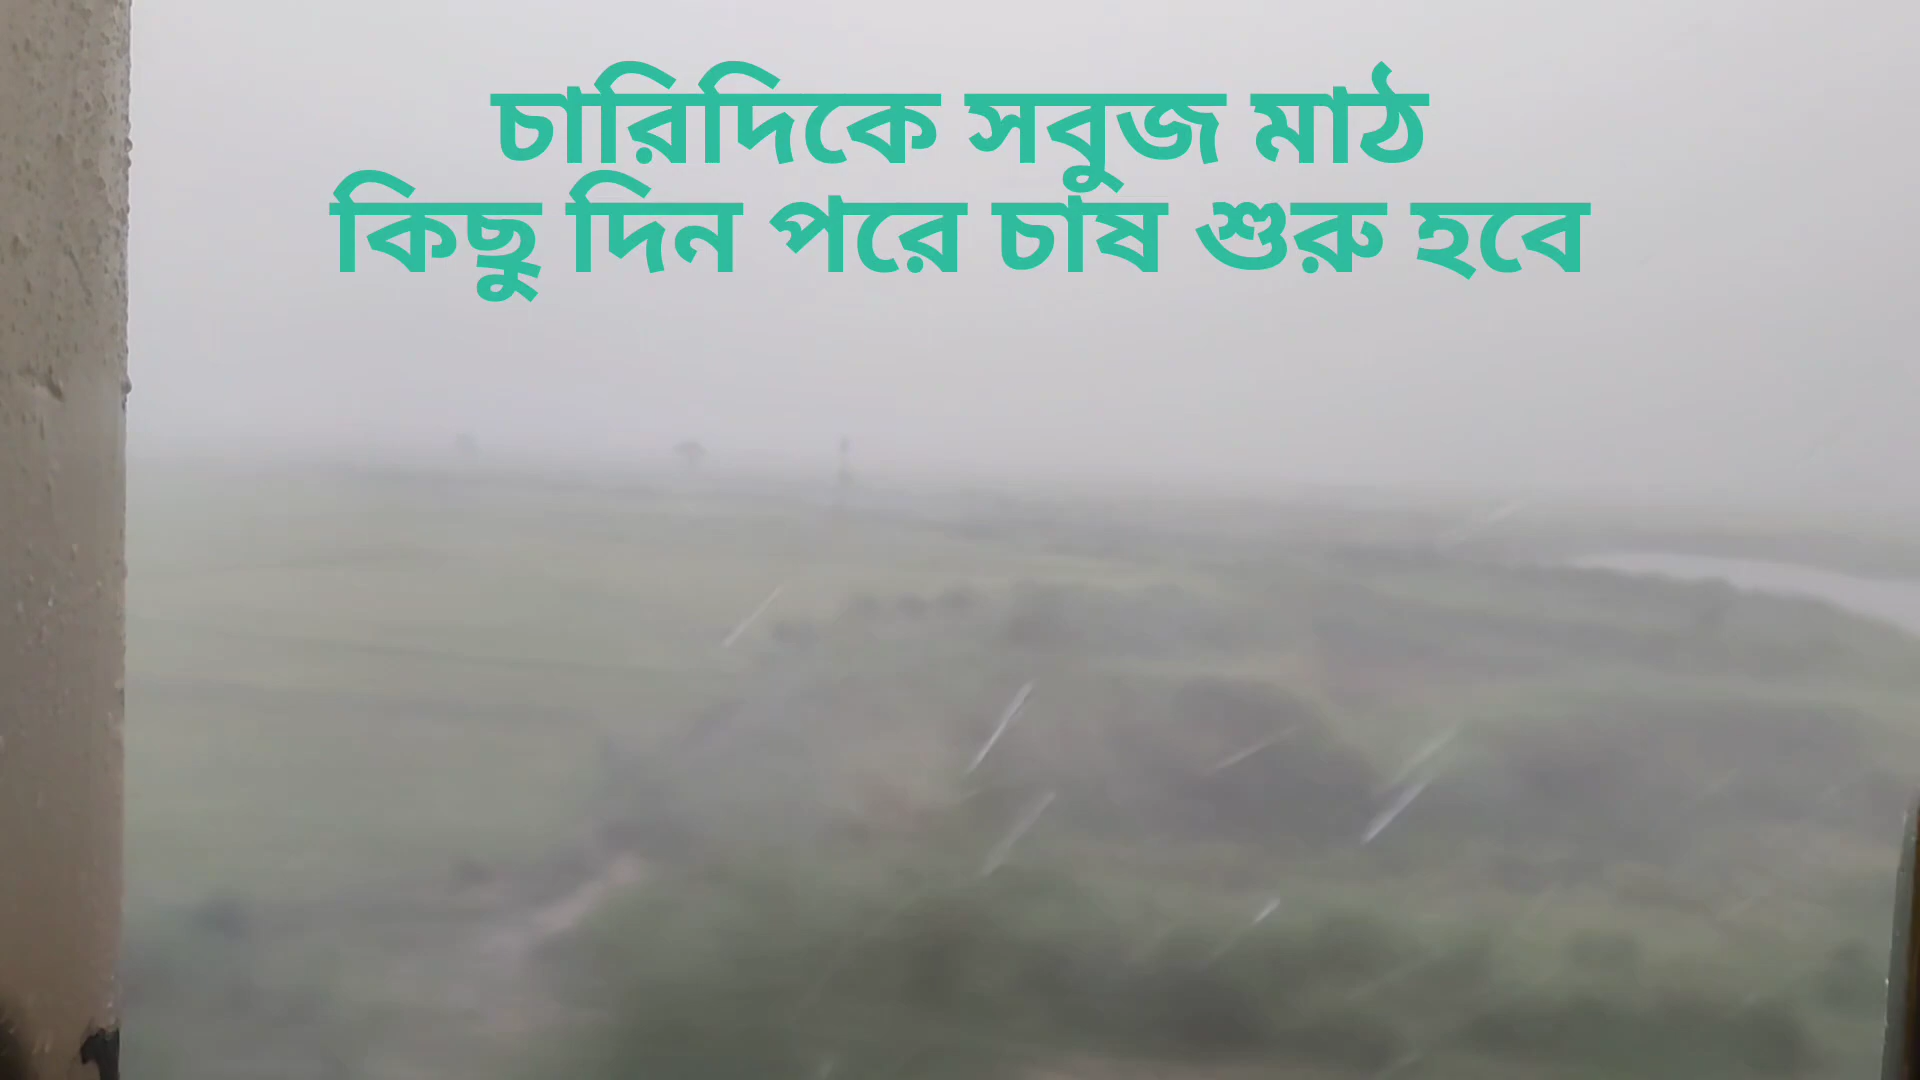 চারিদিকে সবুজ মাঠ
কিছু দিন পরে চাষ শুরু হবে